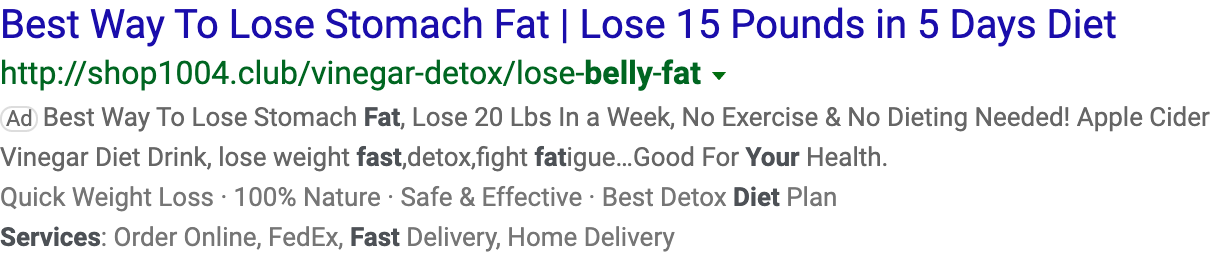 Best Way To Lose Stomach Fat | Lose 15 Pounds in 5 Days Diet
http://shop1004.club/vinegar-detox/lose-belly-fat
Ad Best Way To Lose Stomach Fat, Lose 20 Lbs In a Week, No Exercise & No Dieting Needed! Apple Cider
Vinegar Diet Drink, lose weight fast,detox,fight fatigue...Good For Your Health.
Quick Weight Loss · 100% Nature · Safe & Effective · Best Detox Diet Plan
Services: Order Online, FedEx, Fast Delivery, Home Delivery